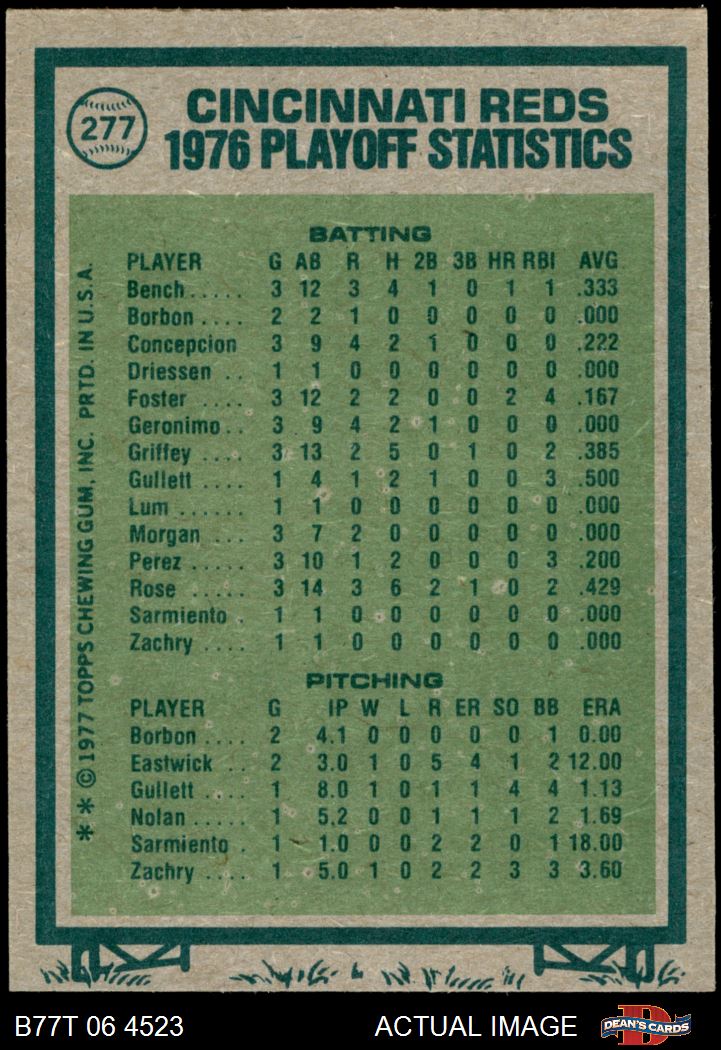 277
CINCINNATI REDS
1976 PLAYOFF STATISTICS
BATTING
PLAYER G AB R H 2B 3B HR RBI AVG
Bench..... 3 12 3 4 1 0 1 1 .333
Borbon .... 2 2 1 0 0 0 0 0 .000
Concepcion 3 9 4 2 1 0 0 0 .222
Driessen .. 1 1 0 0 0 0 0 0 .000
Foster .... 3 12 2 2 0 0 2 4 .167
Geronimo.. 3 9 4 2 1 0 0 0 .000
Griffey .... 3 13 2 5 0 1 0 2 .385
Gullett .... 1 4 1 2 1 0 0 3 .500
Lum ...... 1 1 0 0 0 0 0 0 .000
Morgan ... 3 7 2 0 0 0 0 0 .000
Perez ..... 3 10 1 2 0 0 0 3 .200
Rose ..... 3 14 3 6 2 1 0 2 .429
Sarmiento . 1 1 0 0 0 0 0 0 .000
Zachry .... 1 1 0 0 0 0 0 0 .000
PITCHING
PLAYER G IP W L R ER SO BB ERA
Borbon .... 2 4.1 0 0 0 0 0 1 0.00
Eastwick .. 2 3.0 1 0 5 4 1 2 12.00
Gullett .... 1 8.0 1 0 1 1 4 4 1.13
Nolan ..... 1 5.2 0 0 1 1 1 2 1.69
Sarmiento . 1 1.0 0 0 2 2 0 1 18.00
Zachry .... 1 5.0 1 0 2 2 3 3 3.60
** © 1977 TOPPS CHEWING GUM, INC. PRTD. IN U.S.A.
B77T 06 4523 ACTUAL IMAGE DEAN'S CARDS